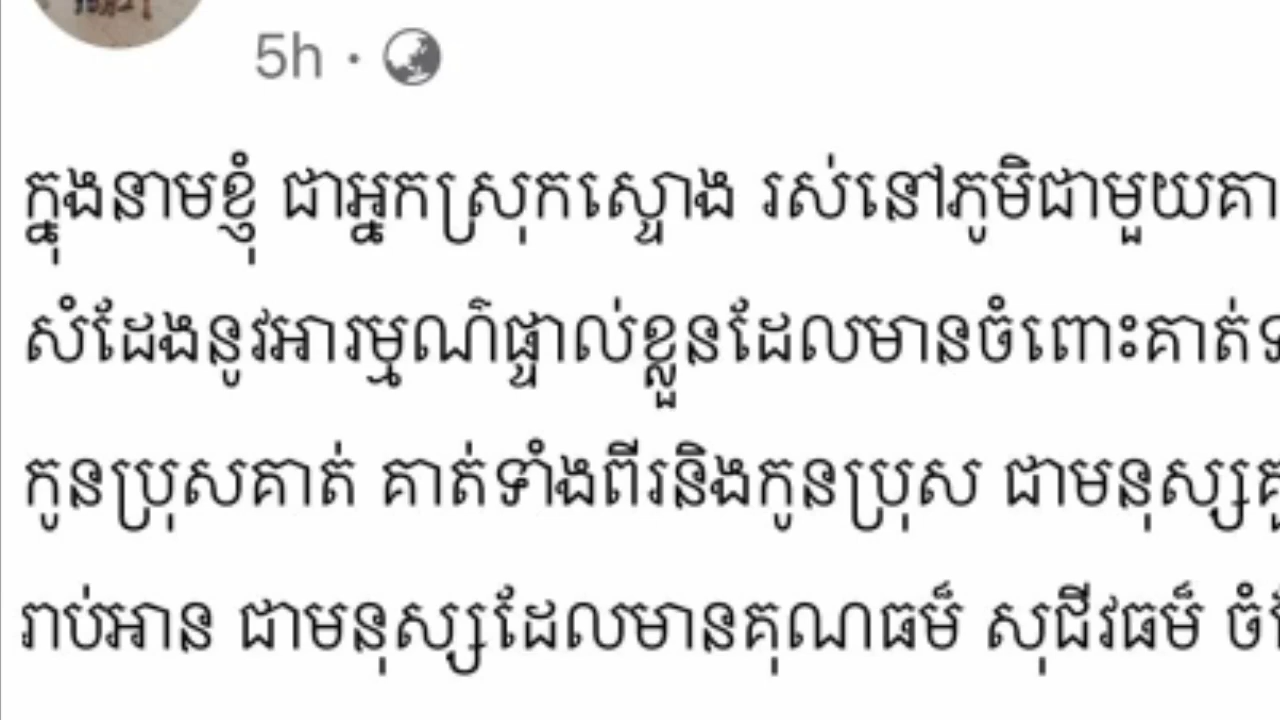 5h ·
ក្នុងនាមខ្ញុំ ជាអ្នកស្រុកស្ទោង រស់នៅភូមិជាមួយគា
សំដែងនូវអារម្មណ៌ផ្ទាល់ខ្លួនដែលមានចំពោះគាត់ទ
កូនប្រុសគាត់ គាត់ទាំងពីរនិងកូនប្រុស ជាមនុស្សគួ
រាប់អាន ជាមនុស្សដែលមានគុណធម៌ សុជីវធម៌